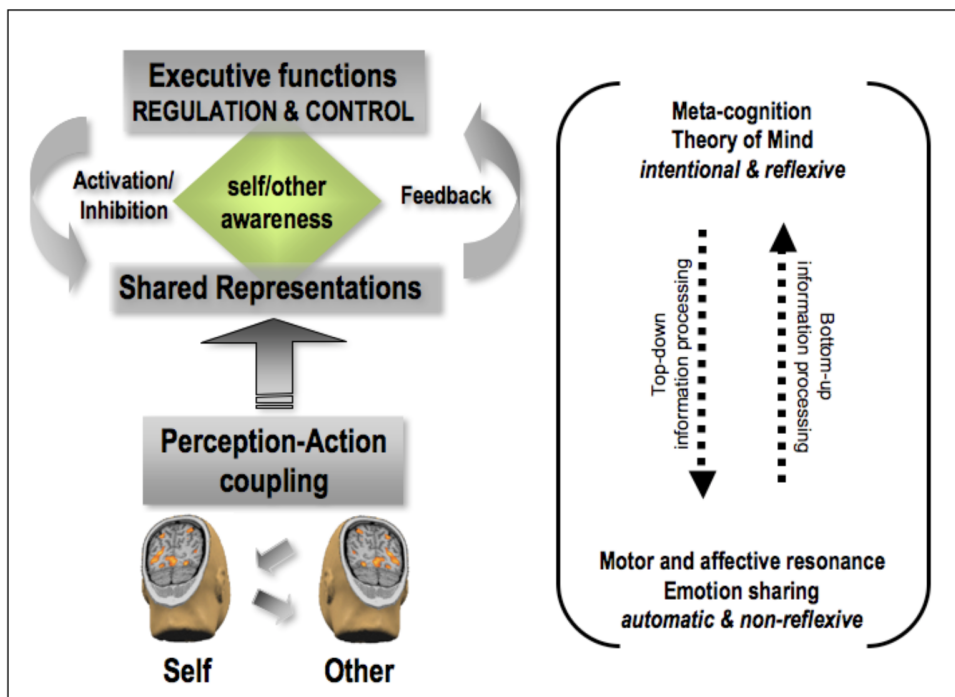 Executive functions
REGULATION & CONTROL
Activation/
Inhibition
self/other
awareness
Feedback
Shared Representations
Perception-Action
coupling
Self
Other
Meta-cognition
Theory of Mind
intentional & reflexive
Top-down
information processing
Bottom-up
information processing
Motor and affective resonance
Emotion sharing
automatic & non-reflexive